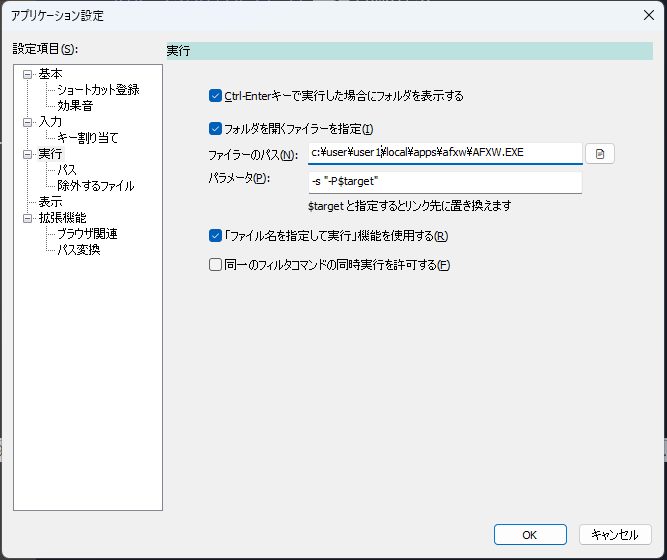 アプリケーション設定
設定項目(S):
基本
ショートカット登録
効果音
入力
キー割り当て
実行
パス
除外するファイル
表示
拡張機能
ブラウザ関連
パス変換
実行
Ctrl-Enterキーで実行した場合にフォルダを表示する
フォルダを開くファイラーを指定(I)
ファイラーのパス(N):
c:¥user¥user1¥local¥apps¥afxw¥AFXW.EXE
パラメータ(P):
-s "-P$target"
$targetと指定するとリンク先に置き換えます
「ファイル名を指定して実行」機能を使用する(R)
同一のフィルタコマンドの同時実行を許可する(F)
OK
キャンセル